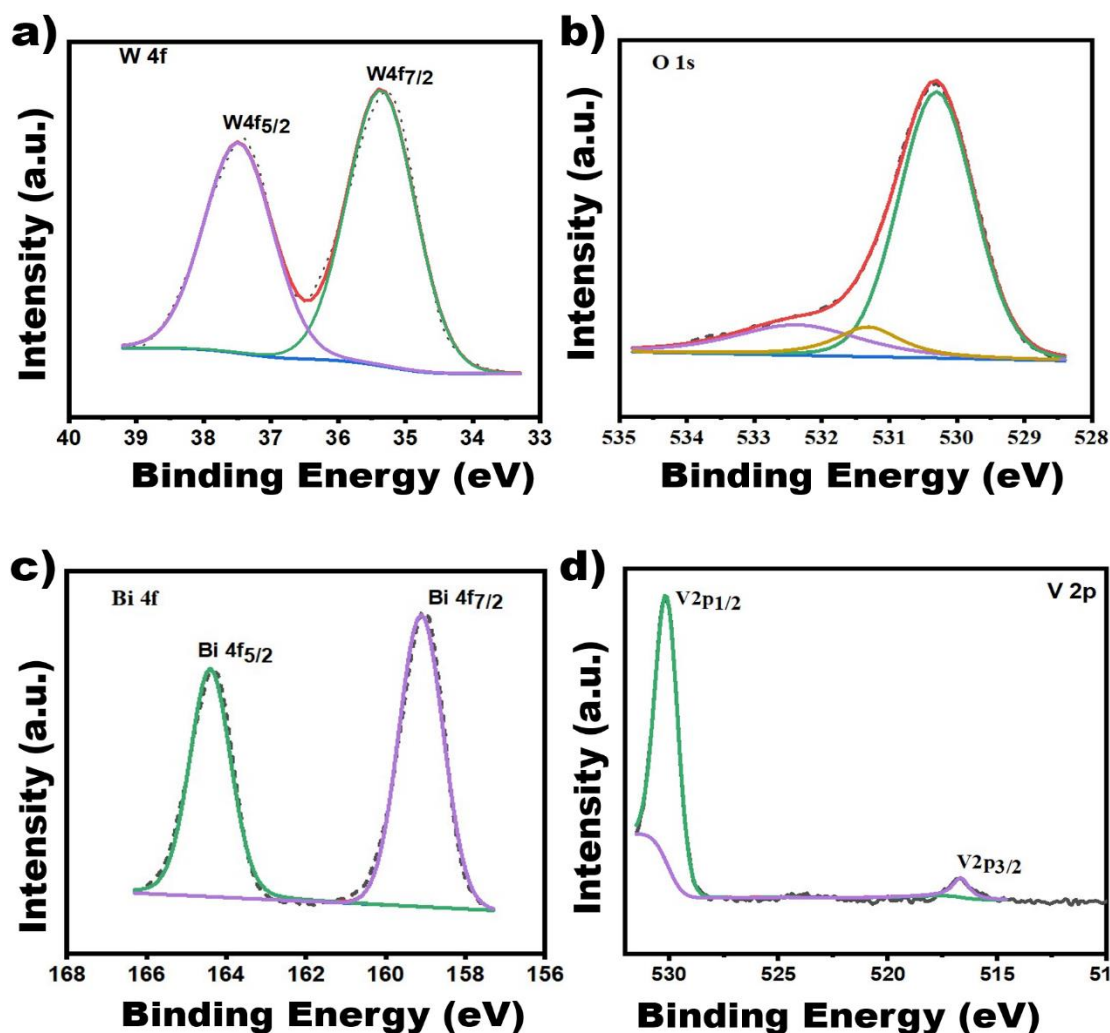 a)
W 4f
W4f7/2
W4f5/2
Intensity (a.u.)
40 39 38 37 36 35 34 33
Binding Energy (eV)
b)
O 1s
Intensity (a.u.)
535 534 533 532 531 530 529 528
Binding Energy (eV)
c)
Bi 4f
Bi 4f7/2
Bi 4f5/2
Intensity (a.u.)
168 166 164 162 160 158 156
Binding Energy (eV)
d)
V 2p
V2p1/2
V2p3/2
Intensity (a.u.)
530 525 520 515 51
Binding Energy (eV)